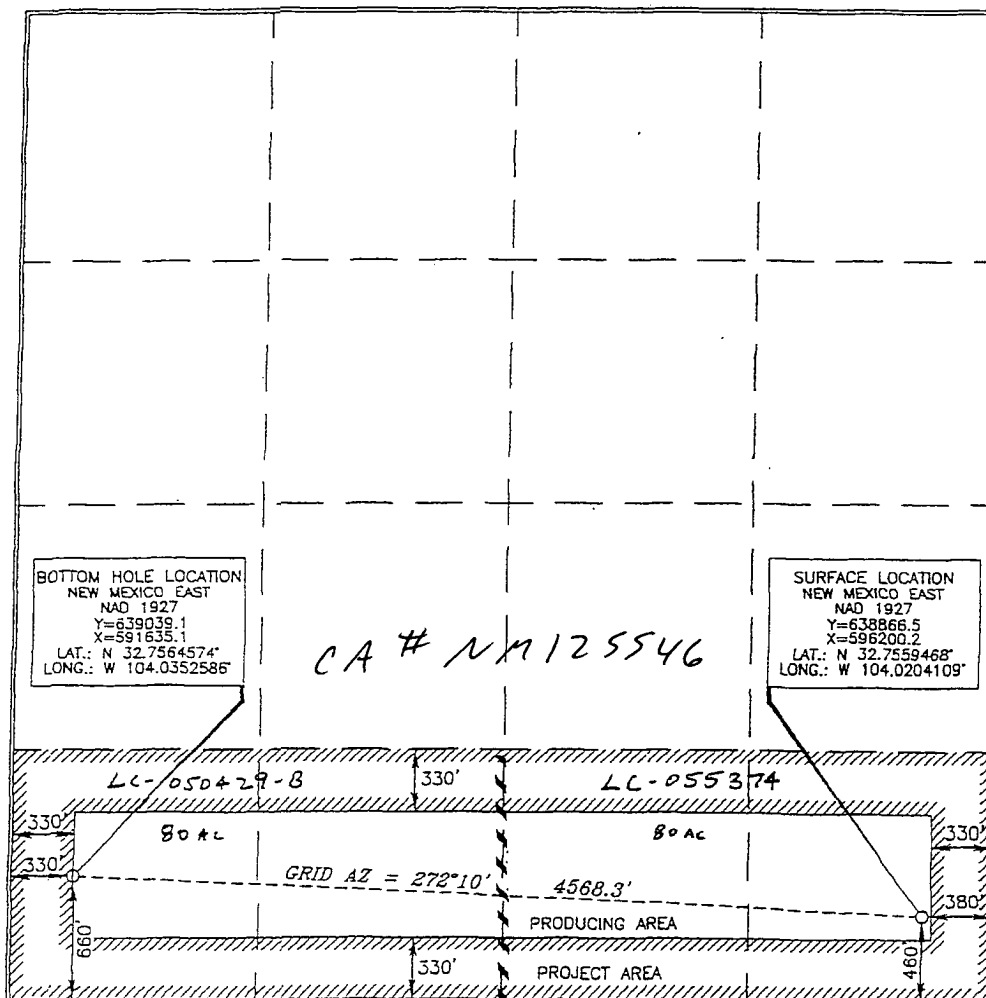 BOTTOM HOLE LOCATION
NEW MEXICO EAST
NAD 1927
Y=639039.1
X=591635.1
LAT.: N 32.7564574°
LONG.: W 104.0352586°
SURFACE LOCATION
NEW MEXICO EAST
NAD 1927
Y=638866.5
X=596200.2
LAT.: N 32.7559468°
LONG.: W 104.0204109°
CA # NM125546
LC-050429-B
330'
LC-055374
330'
80 AC
80 AC
330'
330'
GRID AZ = 272°10'
4568.3'
380'
PRODUCING AREA
660'
460'
330'
PROJECT AREA